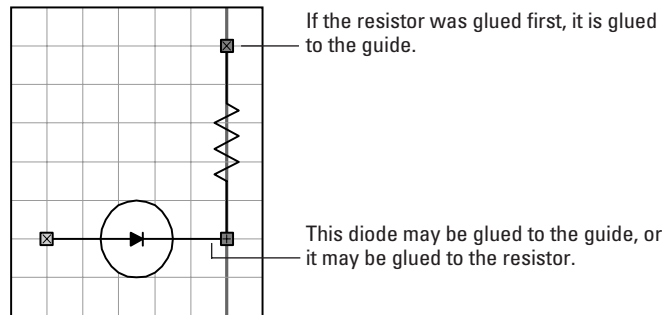 If the resistor was glued first, it is glued
to the guide.
This diode may be glued to the guide, or
it may be glued to the resistor.